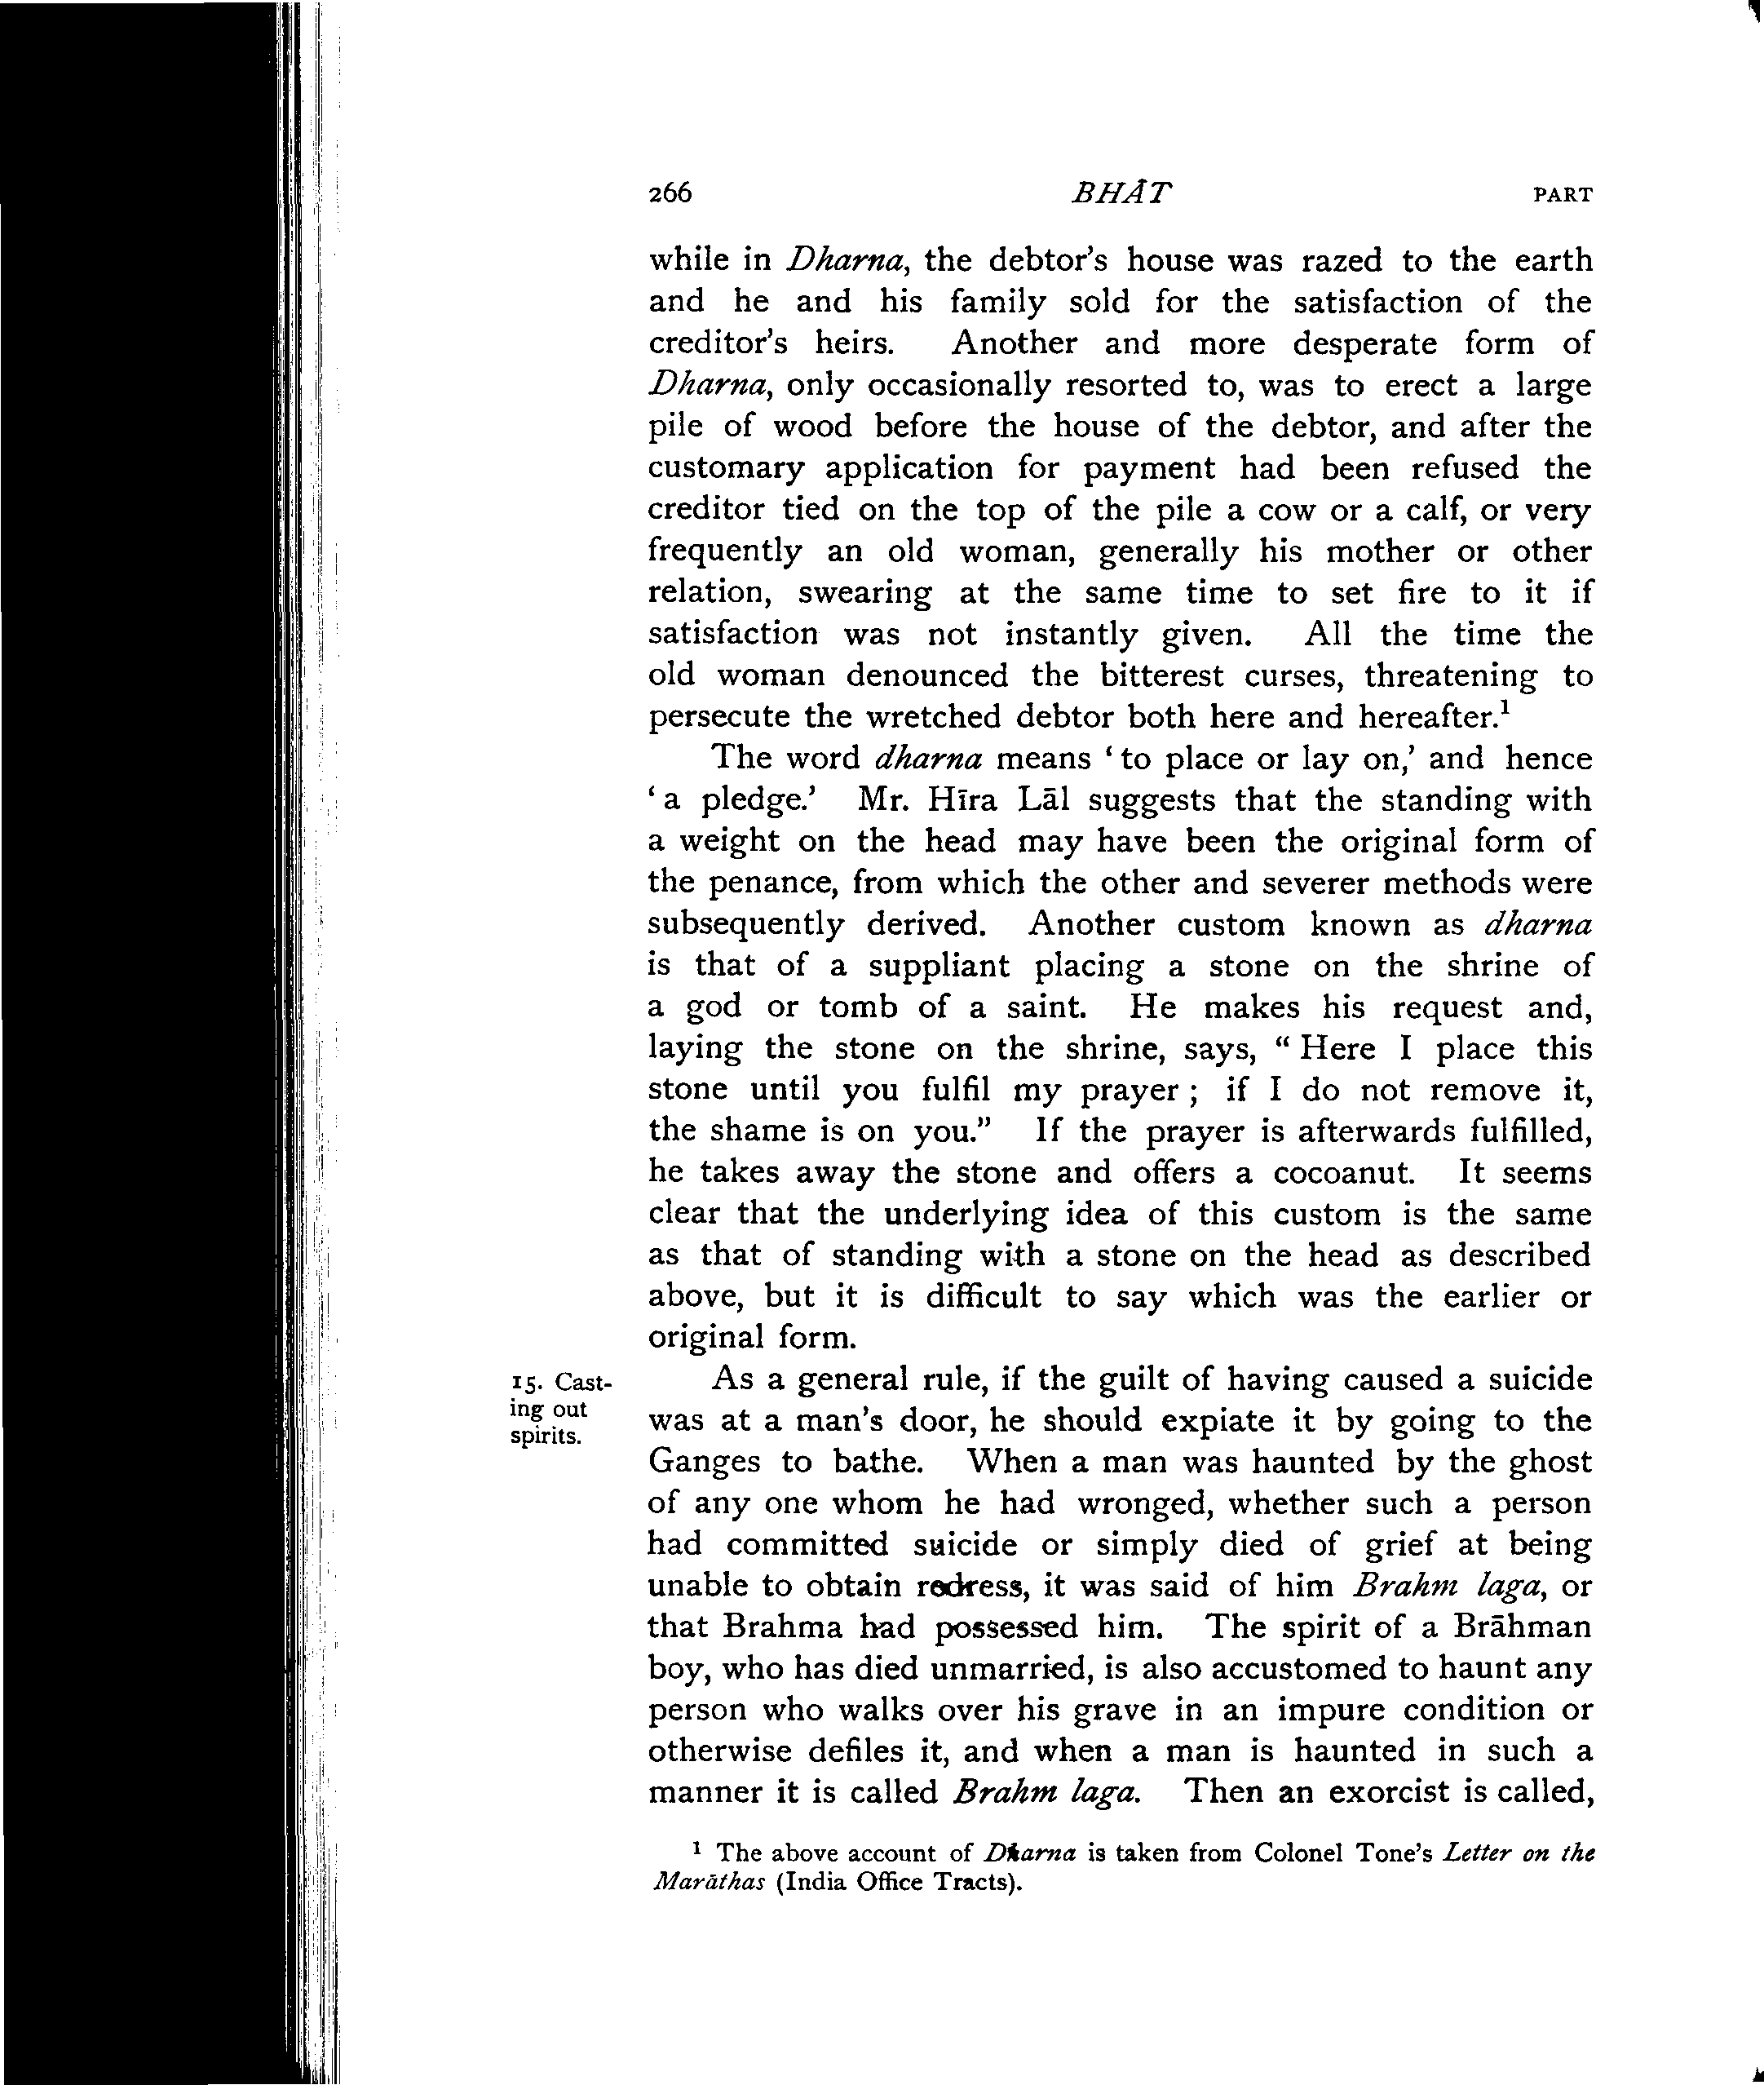 266 BHĀT PART
while in Dharna, the debtor's house was razed to the earth
and he and his family sold for the satisfaction of the
creditor's heirs. Another and more desperate form of
Dharna, only occasionally resorted to, was to erect a large
pile of wood before the house of the debtor, and after the
customary application for payment had been refused the
creditor tied on the top of the pile a cow or a calf, or very
frequently an old woman, generally his mother or other
relation, swearing at the same time to set fire to it if
satisfaction was not instantly given. All the time the
old woman denounced the bitterest curses, threatening to
persecute the wretched debtor both here and hereafter.¹
The word dharna means ‘to place or lay on,’ and hence
‘a pledge.’ Mr. Hīra Lāl suggests that the standing with
a weight on the head may have been the original form of
the penance, from which the other and severer methods were
subsequently derived. Another custom known as dharna
is that of a suppliant placing a stone on the shrine of
a god or tomb of a saint. He makes his request and,
laying the stone on the shrine, says, “Here I place this
stone until you fulfil my prayer; if I do not remove it,
the shame is on you.” If the prayer is afterwards fulfilled,
he takes away the stone and offers a cocoanut. It seems
clear that the underlying idea of this custom is the same
as that of standing with a stone on the head as described
above, but it is difficult to say which was the earlier or
original form.
15. Cast-
ing out
spirits.
As a general rule, if the guilt of having caused a suicide
was at a man's door, he should expiate it by going to the
Ganges to bathe. When a man was haunted by the ghost
of any one whom he had wronged, whether such a person
had committed suicide or simply died of grief at being
unable to obtain redress, it was said of him Brahm laga, or
that Brahma had possessed him. The spirit of a Brāhman
boy, who has died unmarried, is also accustomed to haunt any
person who walks over his grave in an impure condition or
otherwise defiles it, and when a man is haunted in such a
manner it is called Brahm laga. Then an exorcist is called,
¹ The above account of Dharna is taken from Colonel Tone's Letter on the
Marāthas (India Office Tracts).